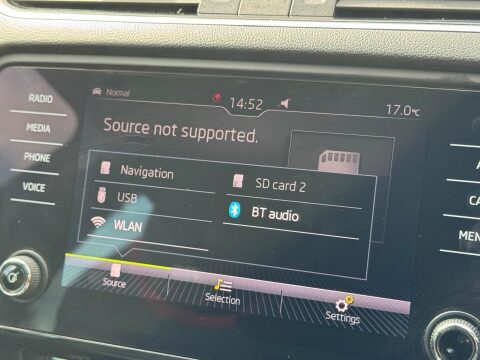 Normal
14:52
17.0°C
RADIO
MEDIA
PHONE
VOICE
Source not supported.
Navigation
SD card 2
USB
BT audio
WLAN
Source
Selection
Settings
MEN